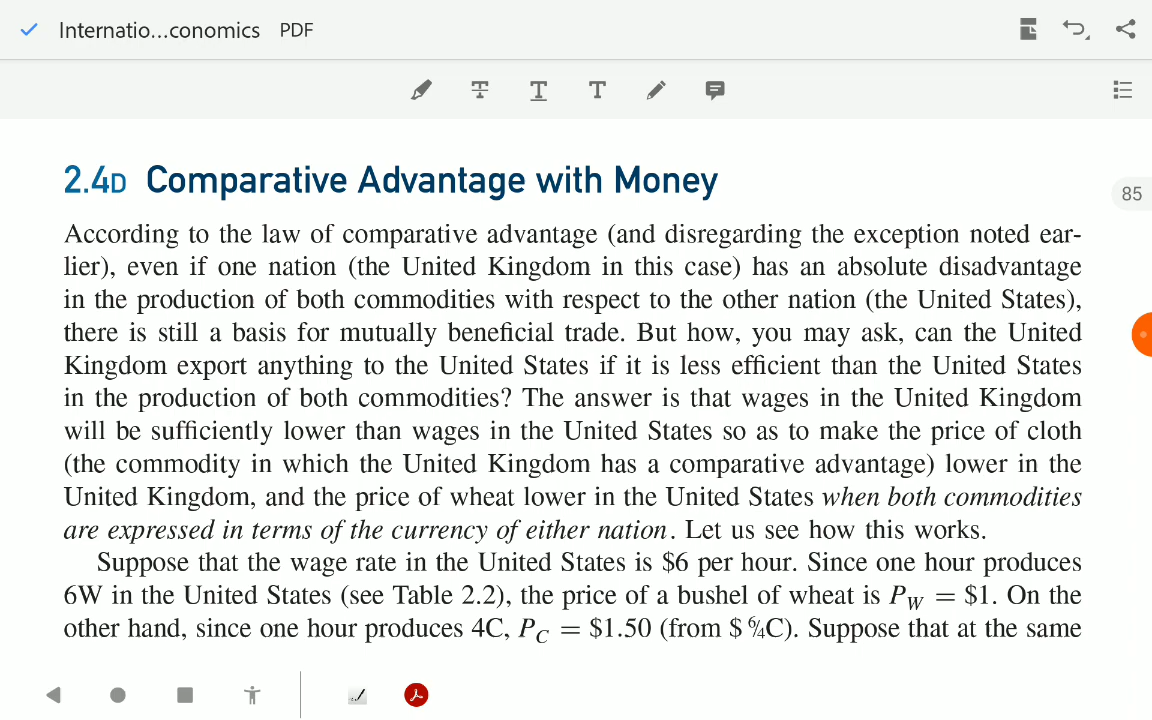 Internatio...conomics PDF
85
2.4D Comparative Advantage with Money
According to the law of comparative advantage (and disregarding the exception noted ear-
lier), even if one nation (the United Kingdom in this case) has an absolute disadvantage
in the production of both commodities with respect to the other nation (the United States),
there is still a basis for mutually beneficial trade. But how, you may ask, can the United
Kingdom export anything to the United States if it is less efficient than the United States
in the production of both commodities? The answer is that wages in the United Kingdom
will be sufficiently lower than wages in the United States so as to make the price of cloth
(the commodity in which the United Kingdom has a comparative advantage) lower in the
United Kingdom, and the price of wheat lower in the United States when both commodities
are expressed in terms of the currency of either nation. Let us see how this works.
Suppose that the wage rate in the United States is $6 per hour. Since one hour produces
6W in the United States (see Table 2.2), the price of a bushel of wheat is P_W = $1. On the
other hand, since one hour produces 4C, P_C = $1.50 (from $ 6/4C). Suppose that at the same